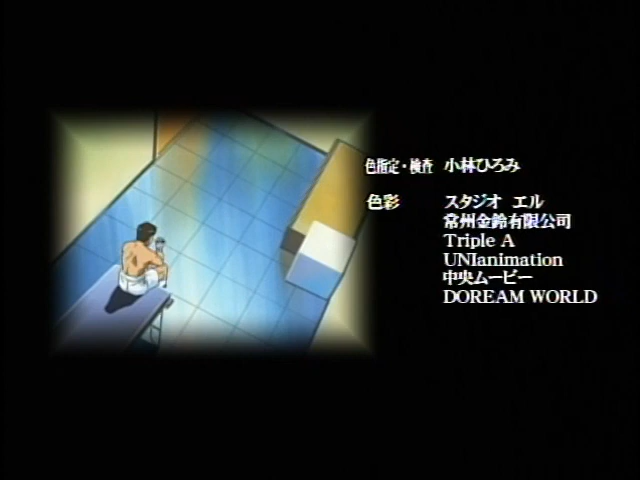 色指定・検査 小林ひろみ
色彩 スタジオ エル
常州金鈴有限公司
Triple A
UNIanimation
中央ムービー
DOREAM WORLD